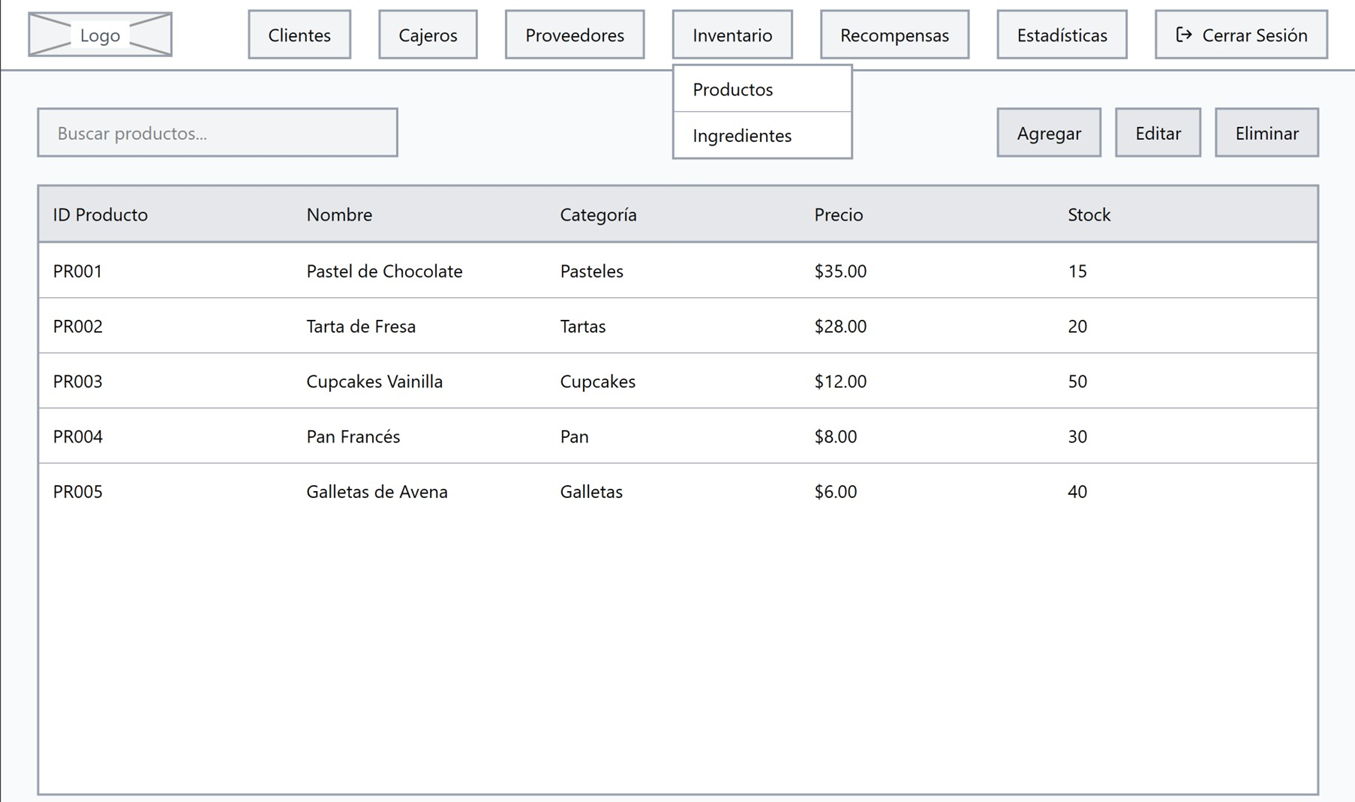 Logo Clientes Cajeros Proveedores Inventario Recompensas Estadísticas Cerrar Sesión
Productos
Ingredientes
Buscar productos... Agregar Editar Eliminar
ID Producto Nombre Categoría Precio Stock
PR001 Pastel de Chocolate Pasteles $35.00 15
PR002 Tarta de Fresa Tartas $28.00 20
PR003 Cupcakes Vainilla Cupcakes $12.00 50
PR004 Pan Francés Pan $8.00 30
PR005 Galletas de Avena Galletas $6.00 40